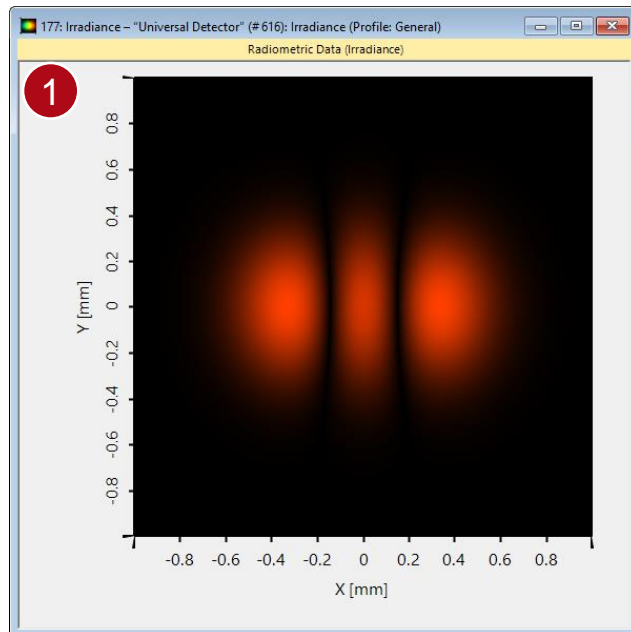 177: Irradiance – "Universal Detector" (#616): Irradiance (Profile: General)
Radiometric Data (Irradiance)
1
0.8
0.6
0.4
0.2
0
-0.2
-0.4
-0.6
-0.8
Y [mm]
-0.8 -0.6 -0.4 -0.2 0 0.2 0.4 0.6 0.8
X [mm]